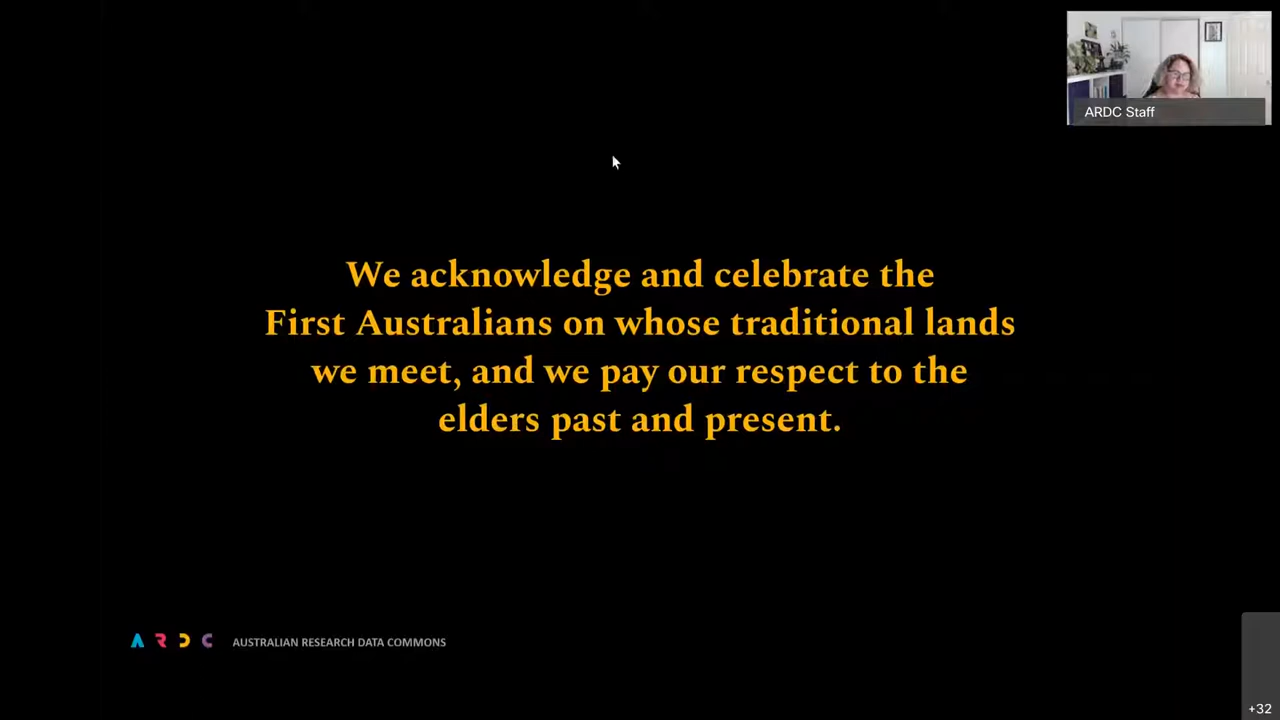 ARDC Staff
We acknowledge and celebrate the
First Australians on whose traditional lands
we meet, and we pay our respect to the
elders past and present.
A R D C AUSTRALIAN RESEARCH DATA COMMONS
+32